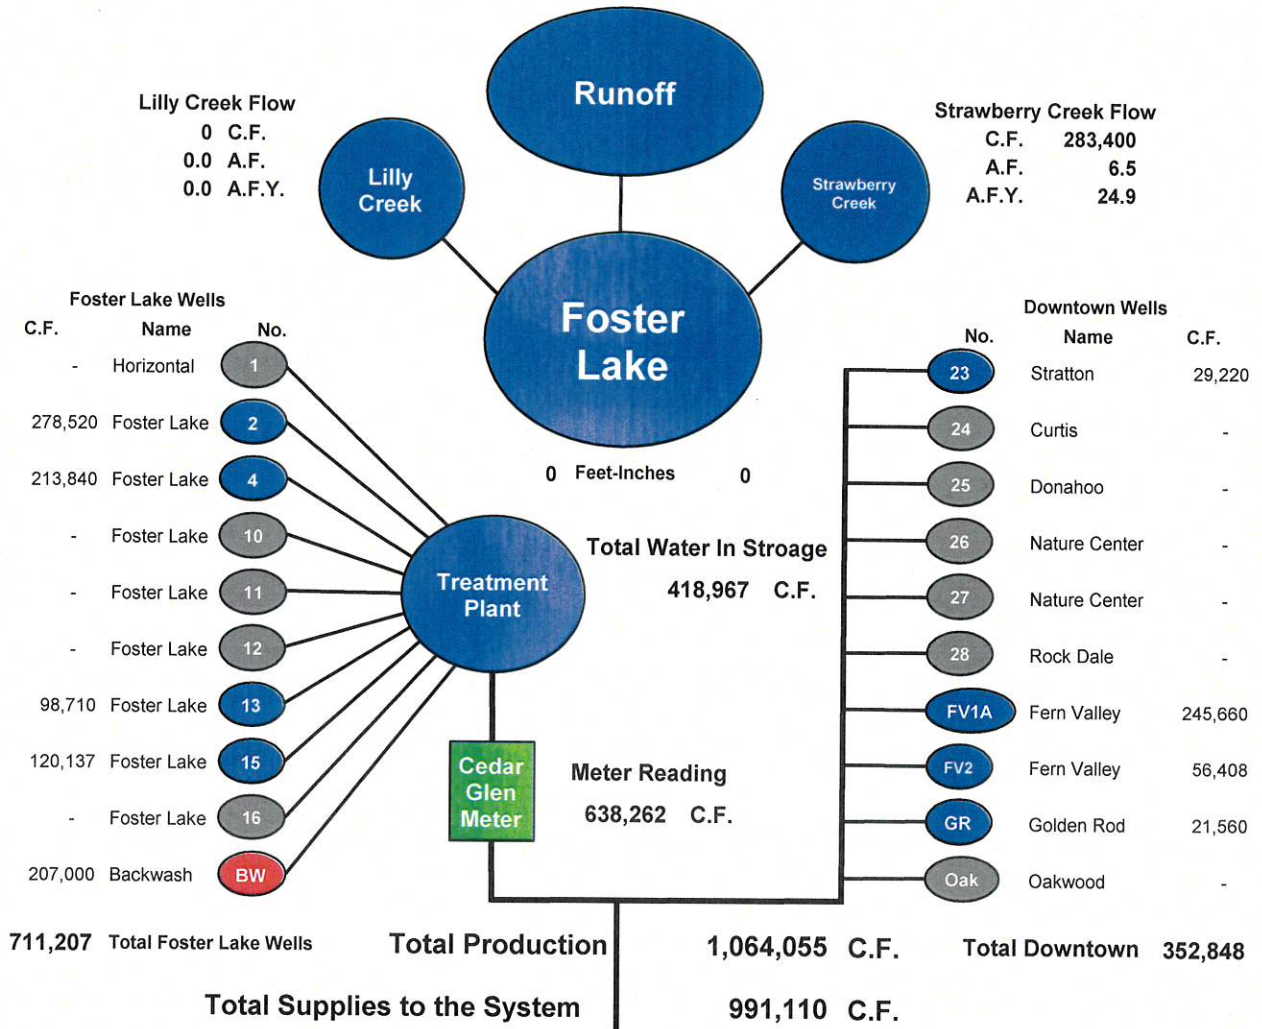 Runoff
Lilly Creek Flow
0 C.F.
0.0 A.F.
0.0 A.F.Y.
Lilly
Creek
Strawberry
Creek
Strawberry Creek Flow
C.F. 283,400
A.F. 6.5
A.F.Y. 24.9
Foster
Lake
0 Feet-Inches 0
Foster Lake Wells
C.F. Name No.
- Horizontal 1
278,520 Foster Lake 2
213,840 Foster Lake 4
- Foster Lake 10
- Foster Lake 11
- Foster Lake 12
98,710 Foster Lake 13
120,137 Foster Lake 15
- Foster Lake 16
207,000 Backwash BW
711,207 Total Foster Lake Wells
Treatment
Plant
Total Water In Stroage
418,967 C.F.
Cedar
Glen
Meter
Meter Reading
638,262 C.F.
Downtown Wells
No. Name C.F.
23 Stratton 29,220
24 Curtis -
25 Donahoo -
26 Nature Center -
27 Nature Center -
28 Rock Dale -
FV1A Fern Valley 245,660
FV2 Fern Valley 56,408
GR Golden Rod 21,560
Oak Oakwood -
Total Production 1,064,055 C.F.
Total Downtown 352,848
Total Supplies to the System 991,110 C.F.